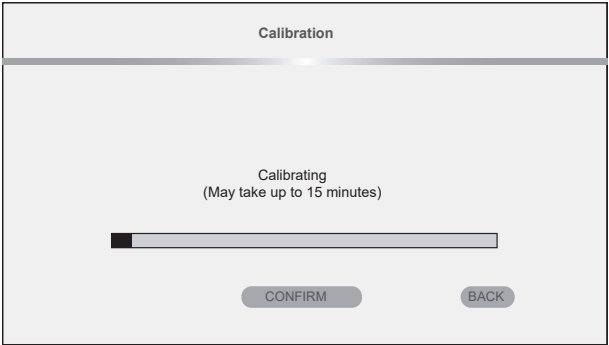 Calibration
Calibrating
(May take up to 15 minutes)
CONFIRM
BACK